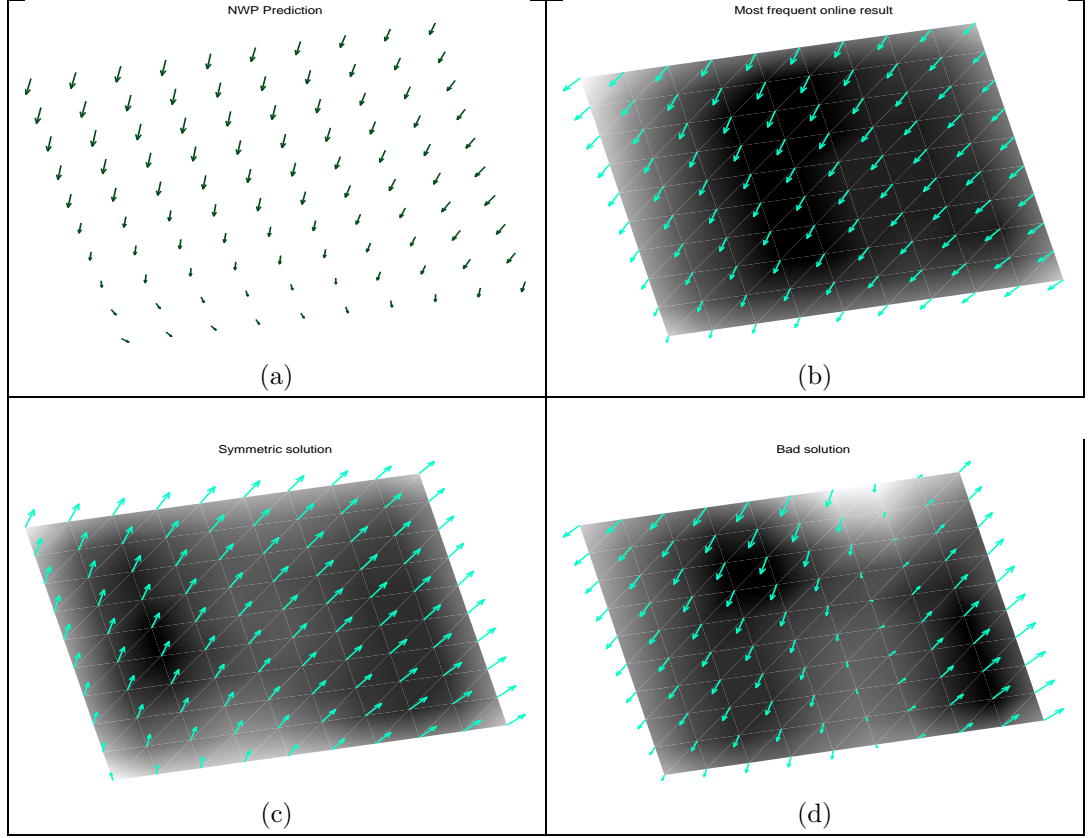 NWP Prediction
Most frequent online result
(a)
(b)
Symmetric solution
Bad solution
(c)
(d)